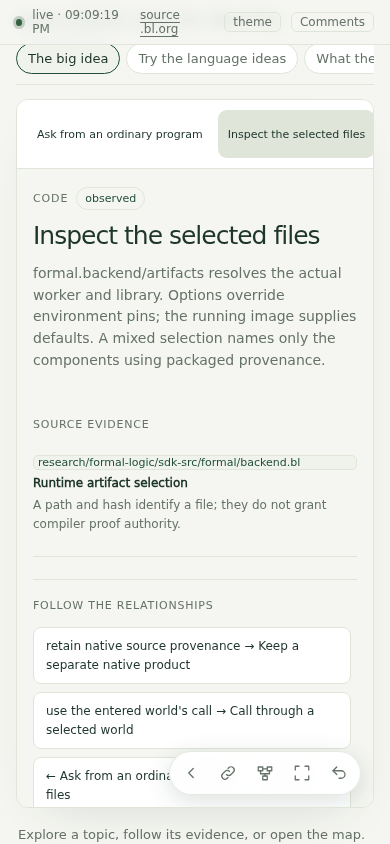 live · 09:09:19 PM
source .bl.org
theme
Comments
The big idea
Try the language ideas
What the
Ask from an ordinary program
Inspect the selected files
CODE
observed
Inspect the selected files
formal.backend/artifacts resolves the actual
worker and library. Options override
environment pins; the running image supplies
defaults. A mixed selection names only the
components using packaged provenance.
SOURCE EVIDENCE
research/formal-logic/sdk-src/formal/backend.bl
Runtime artifact selection
A path and hash identify a file; they do not grant
compiler proof authority.
FOLLOW THE RELATIONSHIPS
retain native source provenance → Keep a
separate native product
use the entered world's call → Call through a
selected world
← Ask from an ordina
files
Explore a topic, follow its evidence, or open the map.